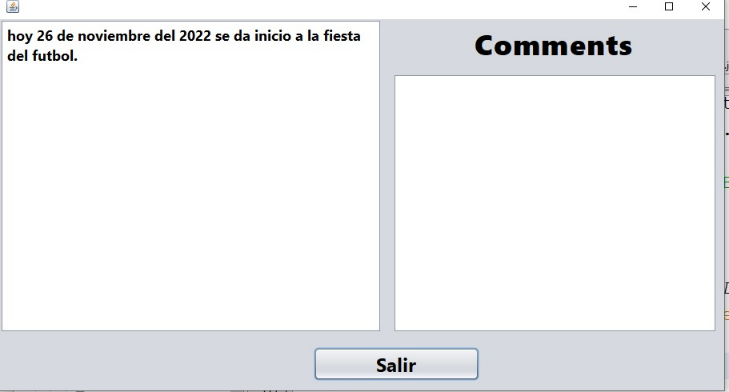 hoy 26 de noviembre del 2022 se da inicio a la fiesta
del futbol.
Comments
Salir